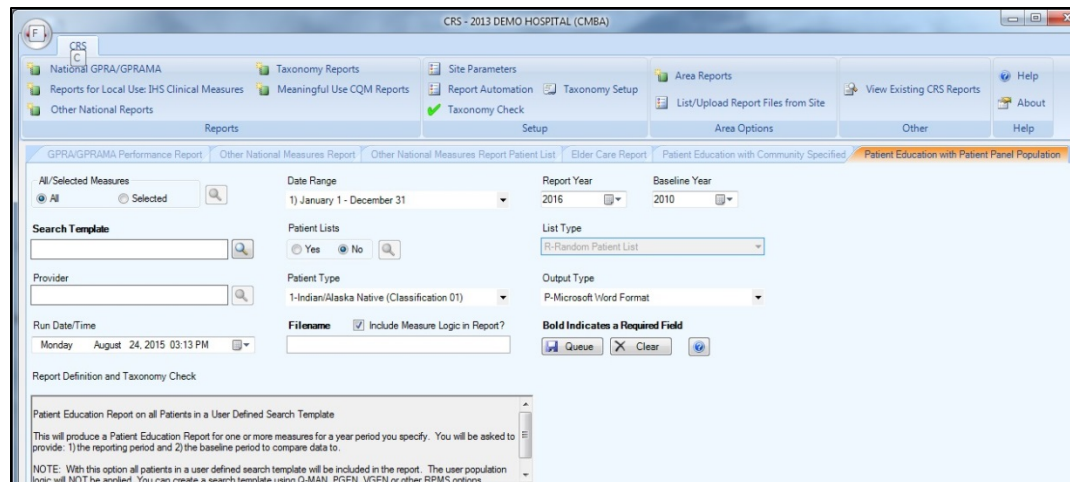 CRS - 2013 DEMO HOSPITAL (CMBA)
F
CRS
C
National GPRA/GPRAMA
Reports for Local Use: IHS Clinical Measures
Other National Reports
Taxonomy Reports
Meaningful Use CQM Reports
Reports
Site Parameters
Report Automation
Taxonomy Setup
Taxonomy Check
Setup
Area Reports
List/Upload Report Files from Site
Area Options
View Existing CRS Reports
Other
Help
About
Help
GPRA/GPRAMA Performance Report
Other National Measures Report
Other National Measures Report Patient List
Elder Care Report
Patient Education with Community Specified
Patient Education with Patient Panel Population
All/Selected Measures
All
Selected
Date Range
1) January 1 - December 31
Report Year
2016
Baseline Year
2010
Search Template
Patient Lists
Yes
No
List Type
R-Random Patient List
Provider
Patient Type
1-Indian/Alaska Native (Classification 01)
Output Type
P-Microsoft Word Format
Run Date/Time
Monday August 24, 2015 03:13 PM
Filename
Include Measure Logic in Report?
Bold Indicates a Required Field
Queue
Clear
Report Definition and Taxonomy Check
Patient Education Report on all Patients in a User Defined Search Template
This will produce a Patient Education Report for one or more measures for a year period you specify. You will be asked to
provide: 1) the reporting period and 2) the baseline period to compare data to.
NOTE: With this option all patients in a user defined search template will be included in the report. The user population
logic will NOT be applied. You can create a search template using Q-MAN, PGEN, VGEN or other RPMS options.